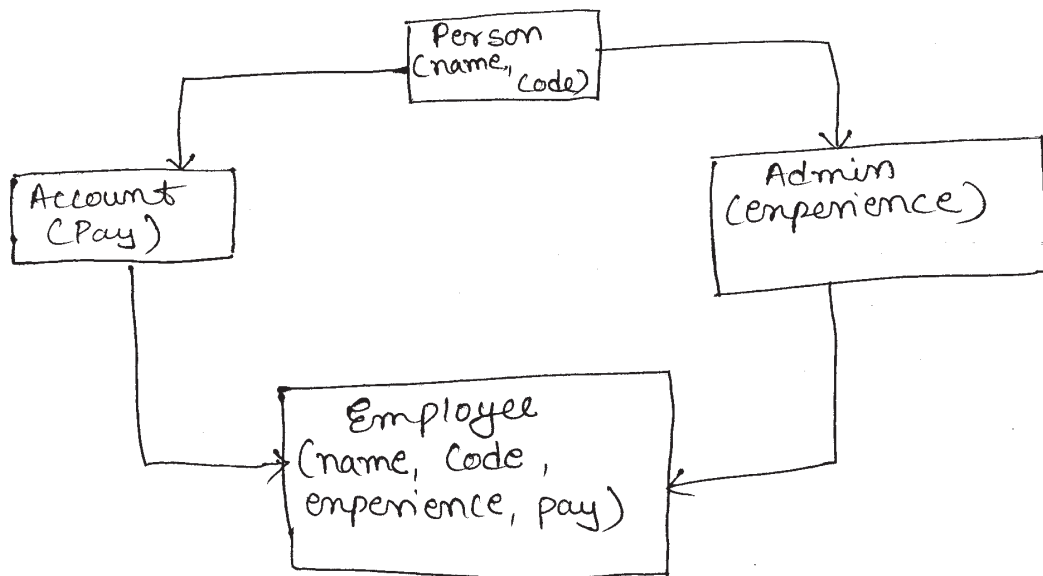 Person
(name,
code)
Account
(Pay)
Admin
(enperience)
Employee
(name, Code,
enperience, pay)